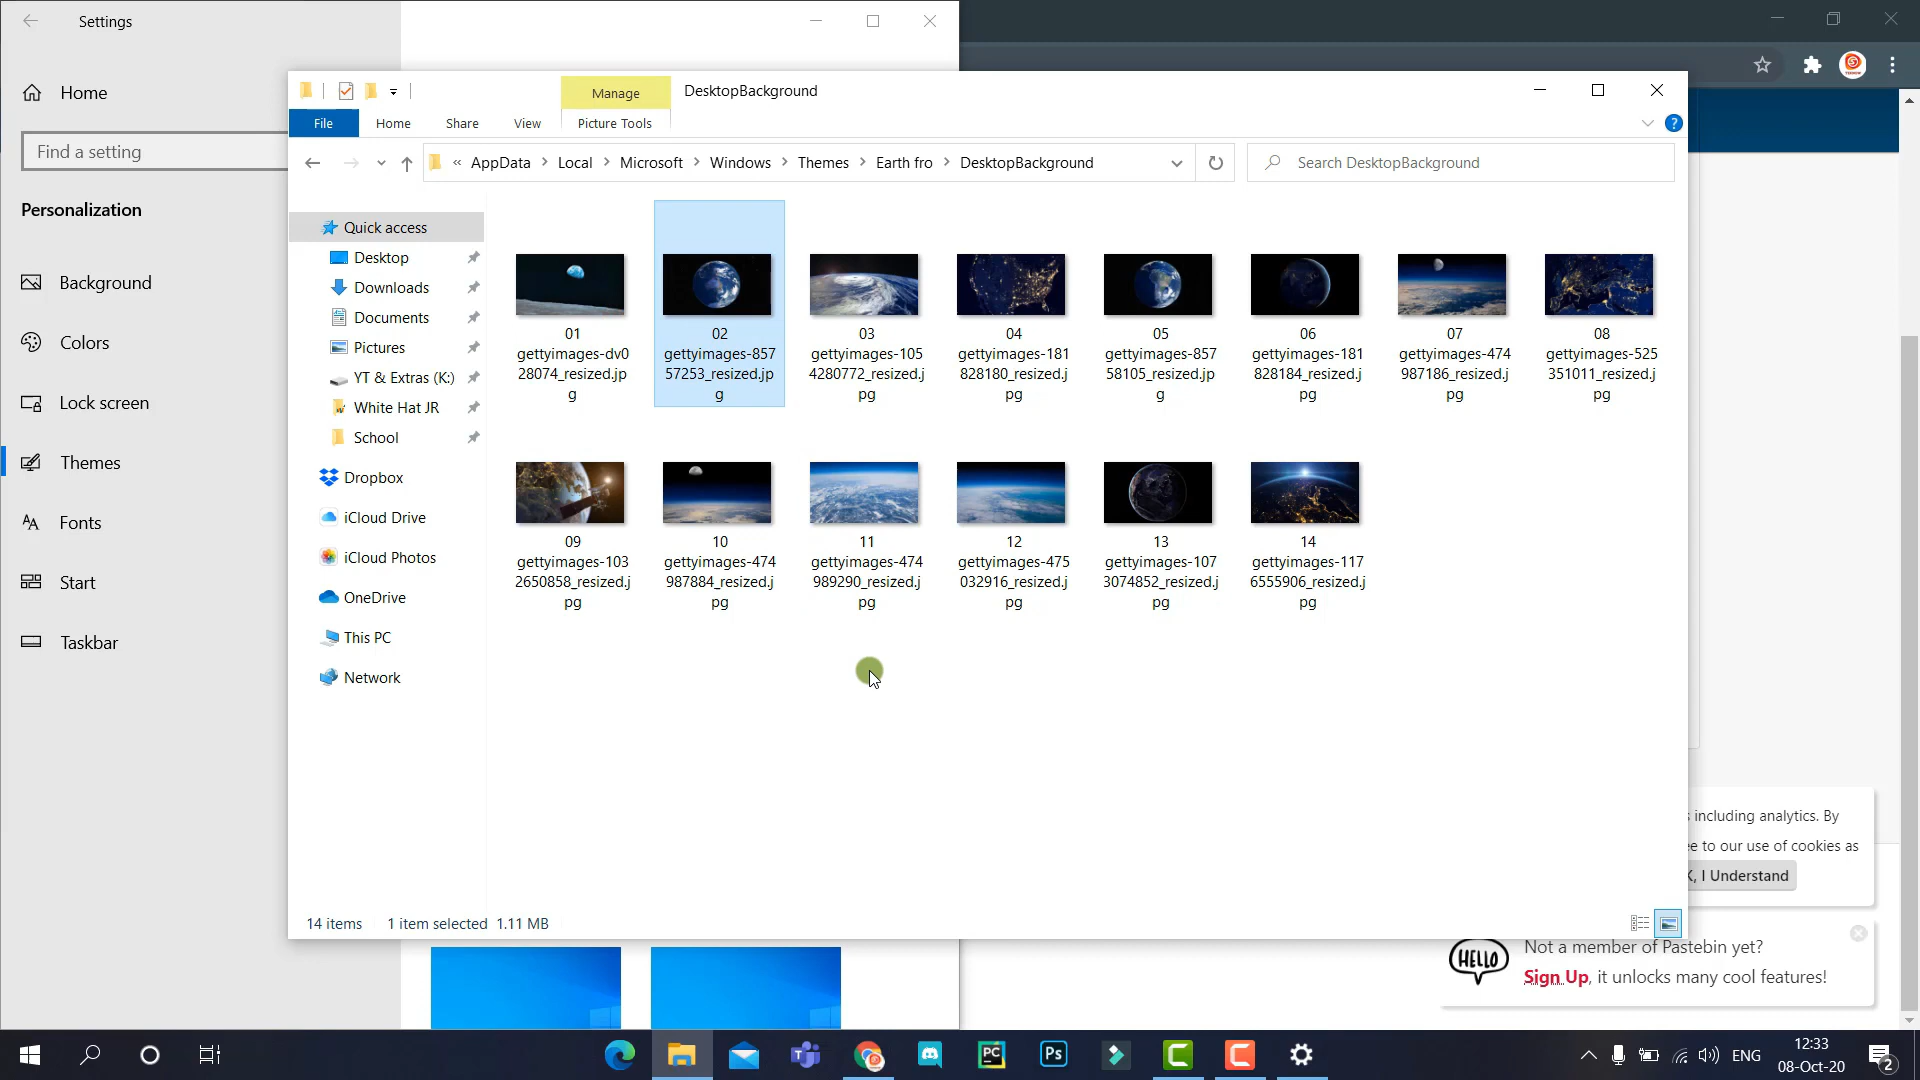 Settings
Home
Find a setting
Personalization
Background
Colors
Lock screen
Themes
Fonts
Start
Taskbar
Manage
DesktopBackground
File
Home
Share
View
Picture Tools
« AppData > Local > Microsoft > Windows > Themes > Earth fro > DesktopBackground
Search DesktopBackground
Quick access
Desktop
Downloads
Documents
Pictures
YT & Extras (K:)
White Hat JR
School
Dropbox
iCloud Drive
iCloud Photos
OneDrive
This PC
Network
01
gettyimages-dv0
28074_resized.jp
g
02
gettyimages-857
57253_resized.jp
g
03
gettyimages-105
4280772_resized.j
pg
04
gettyimages-181
828180_resized.j
pg
05
gettyimages-857
58105_resized.jp
g
06
gettyimages-181
828184_resized.j
pg
07
gettyimages-474
987186_resized.j
pg
08
gettyimages-525
351011_resized.j
pg
09
gettyimages-103
2650858_resized.j
pg
10
gettyimages-474
987884_resized.j
pg
11
gettyimages-474
989290_resized.j
pg
12
gettyimages-475
032916_resized.j
pg
13
gettyimages-107
3074852_resized.j
pg
14
gettyimages-117
6555906_resized.j
pg
14 items
1 item selected 1.11 MB
including analytics. By
to our use of cookies as
I Understand
HELLO
Not a member of Pastebin yet?
Sign Up, it unlocks many cool features!
PC
Ps
ENG
12:33
08-Oct-20
2